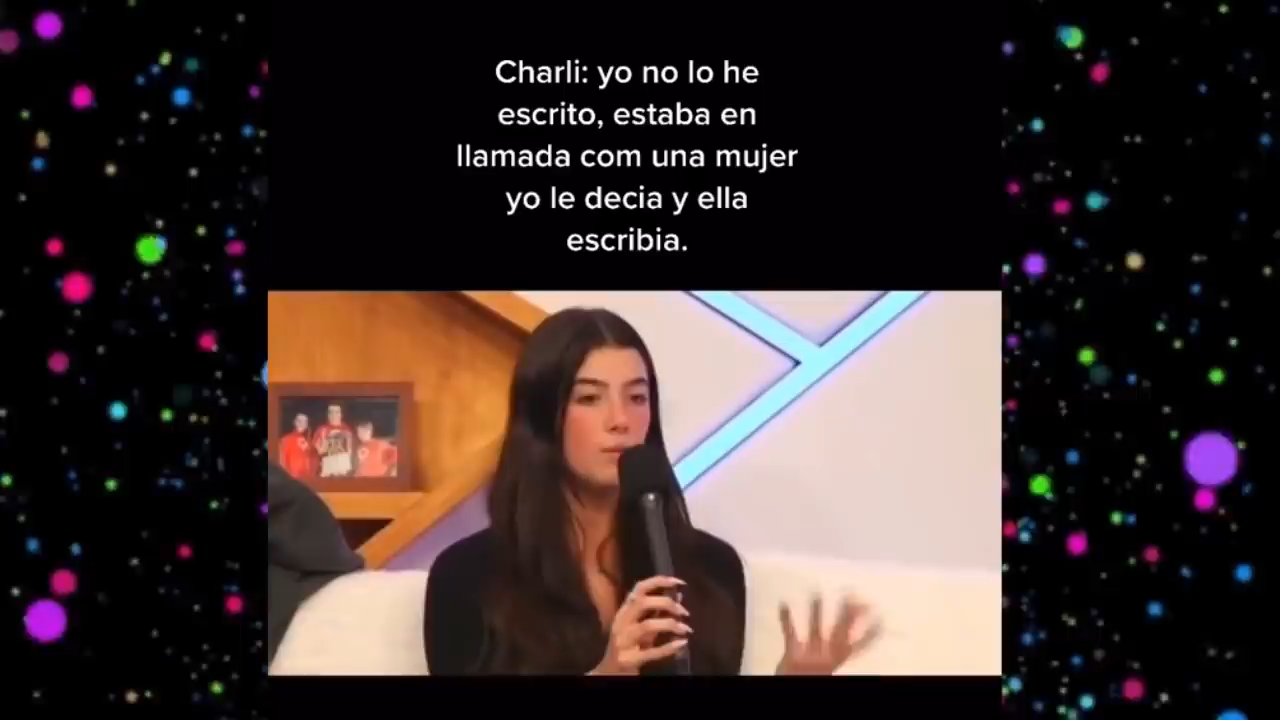 Charli: yo no lo he
escrito, estaba en
llamada com una mujer
yo le decia y ella
escribia.